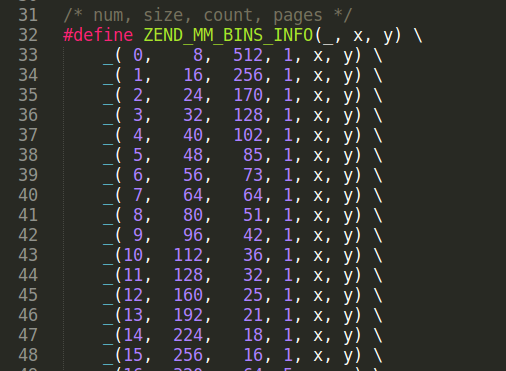 31 /* num, size, count, pages */
32 #define ZEND_MM_BINS_INFO(_, x, y) \
33 _( 0, 8, 512, 1, x, y) \
34 _( 1, 16, 256, 1, x, y) \
35 _( 2, 24, 170, 1, x, y) \
36 _( 3, 32, 128, 1, x, y) \
37 _( 4, 40, 102, 1, x, y) \
38 _( 5, 48, 85, 1, x, y) \
39 _( 6, 56, 73, 1, x, y) \
40 _( 7, 64, 64, 1, x, y) \
41 _( 8, 80, 51, 1, x, y) \
42 _( 9, 96, 42, 1, x, y) \
43 _(10, 112, 36, 1, x, y) \
44 _(11, 128, 32, 1, x, y) \
45 _(12, 160, 25, 1, x, y) \
46 _(13, 192, 21, 1, x, y) \
47 _(14, 224, 18, 1, x, y) \
48 _(15, 256, 16, 1, x, y) \